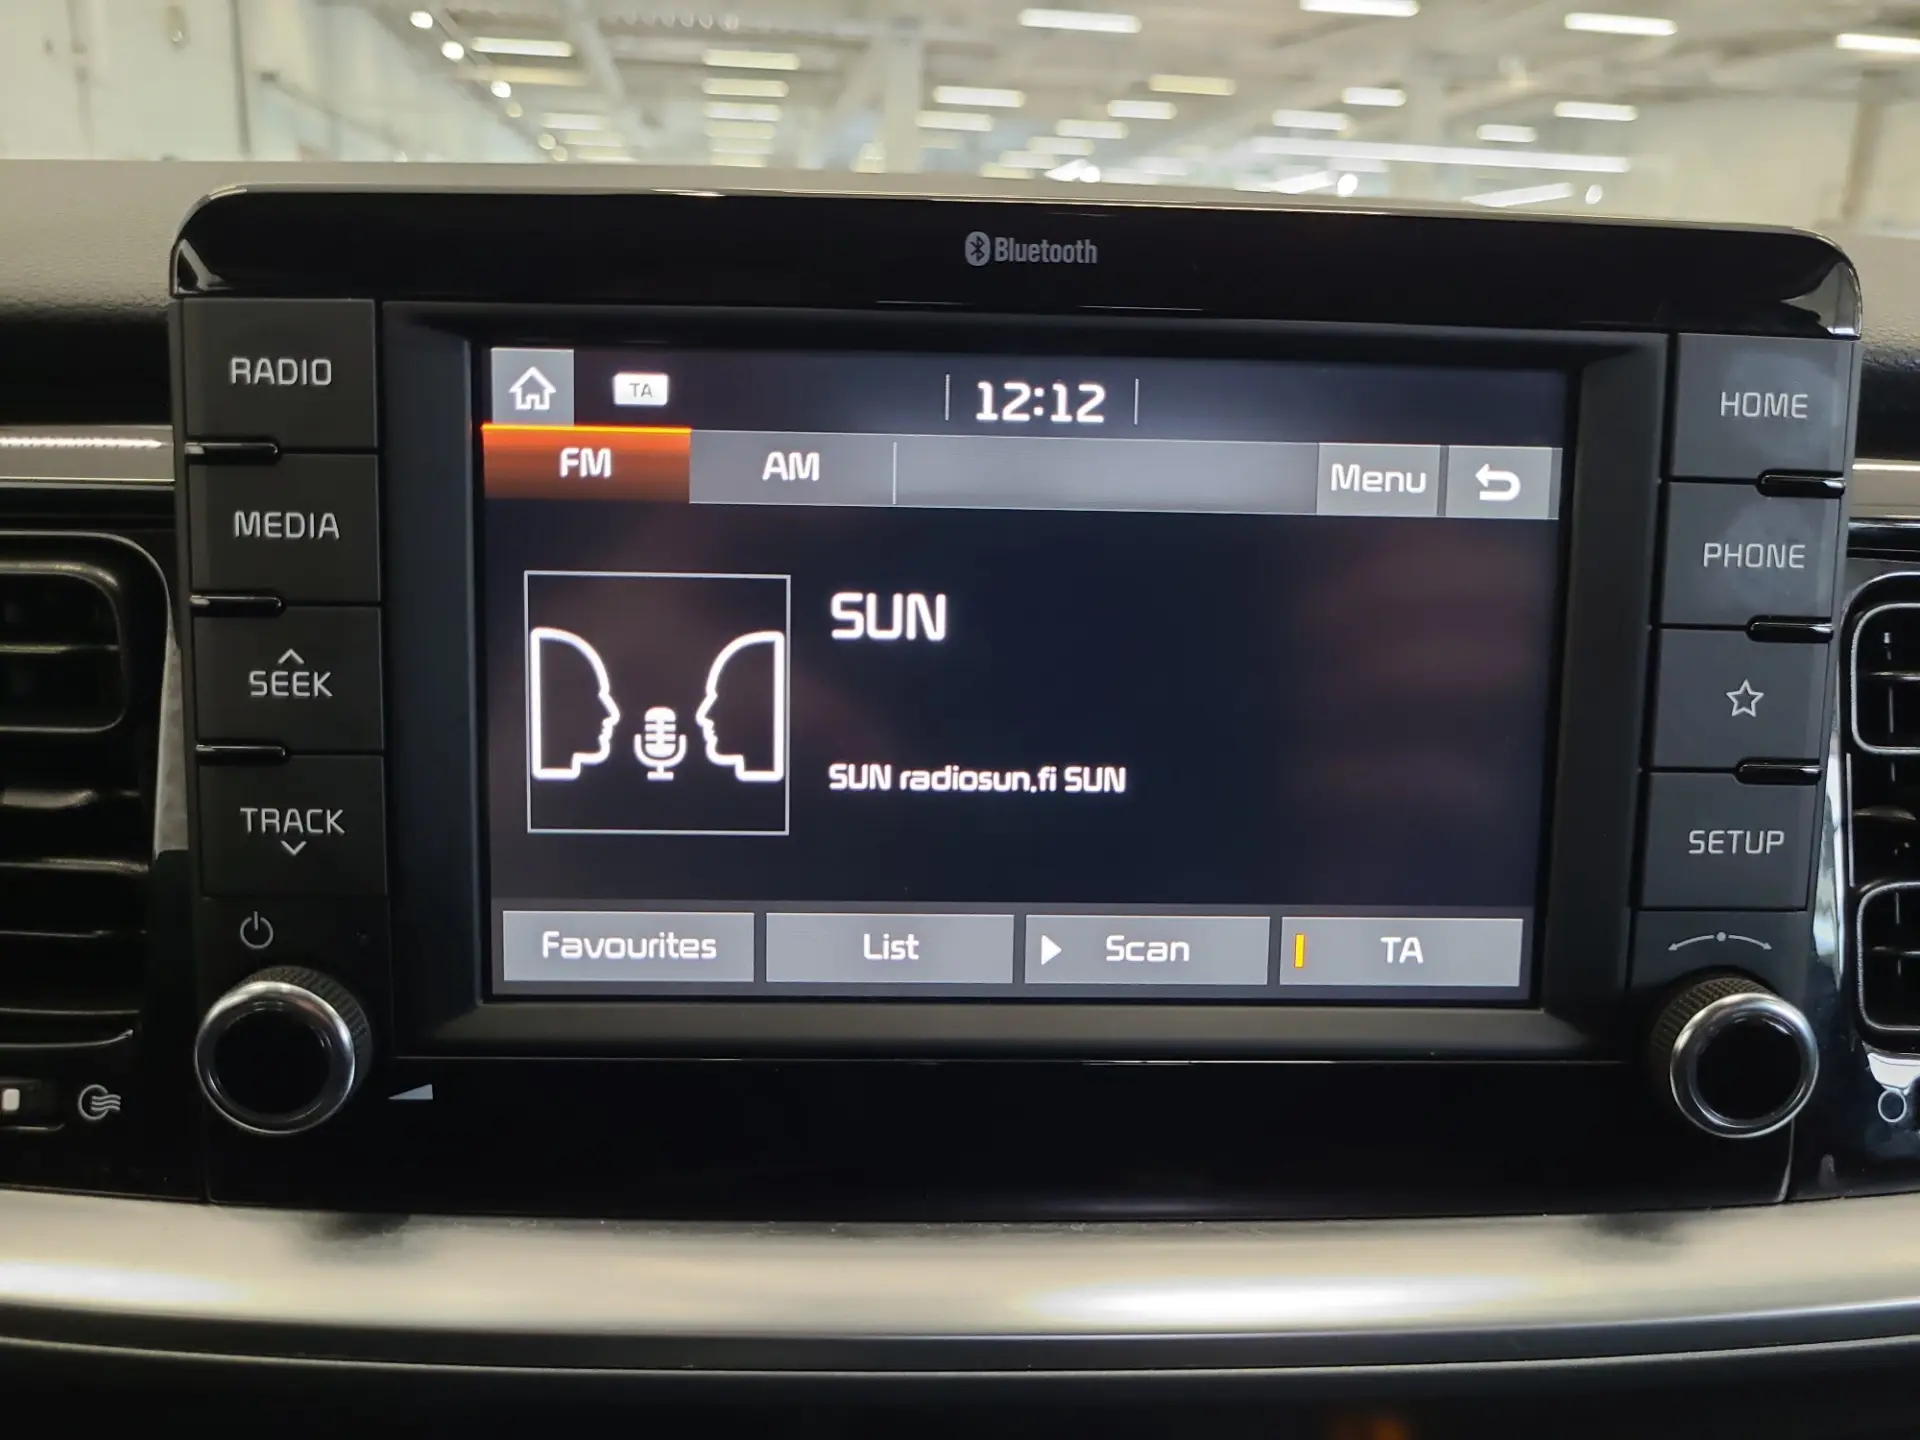 Bluetooth
RADIO
MEDIA
SEEK
TRACK
TA
12:12
FM
AM
Menu
SUN
SUN radiosun.fi SUN
Favourites
List
Scan
TA
HOME
PHONE
SETUP